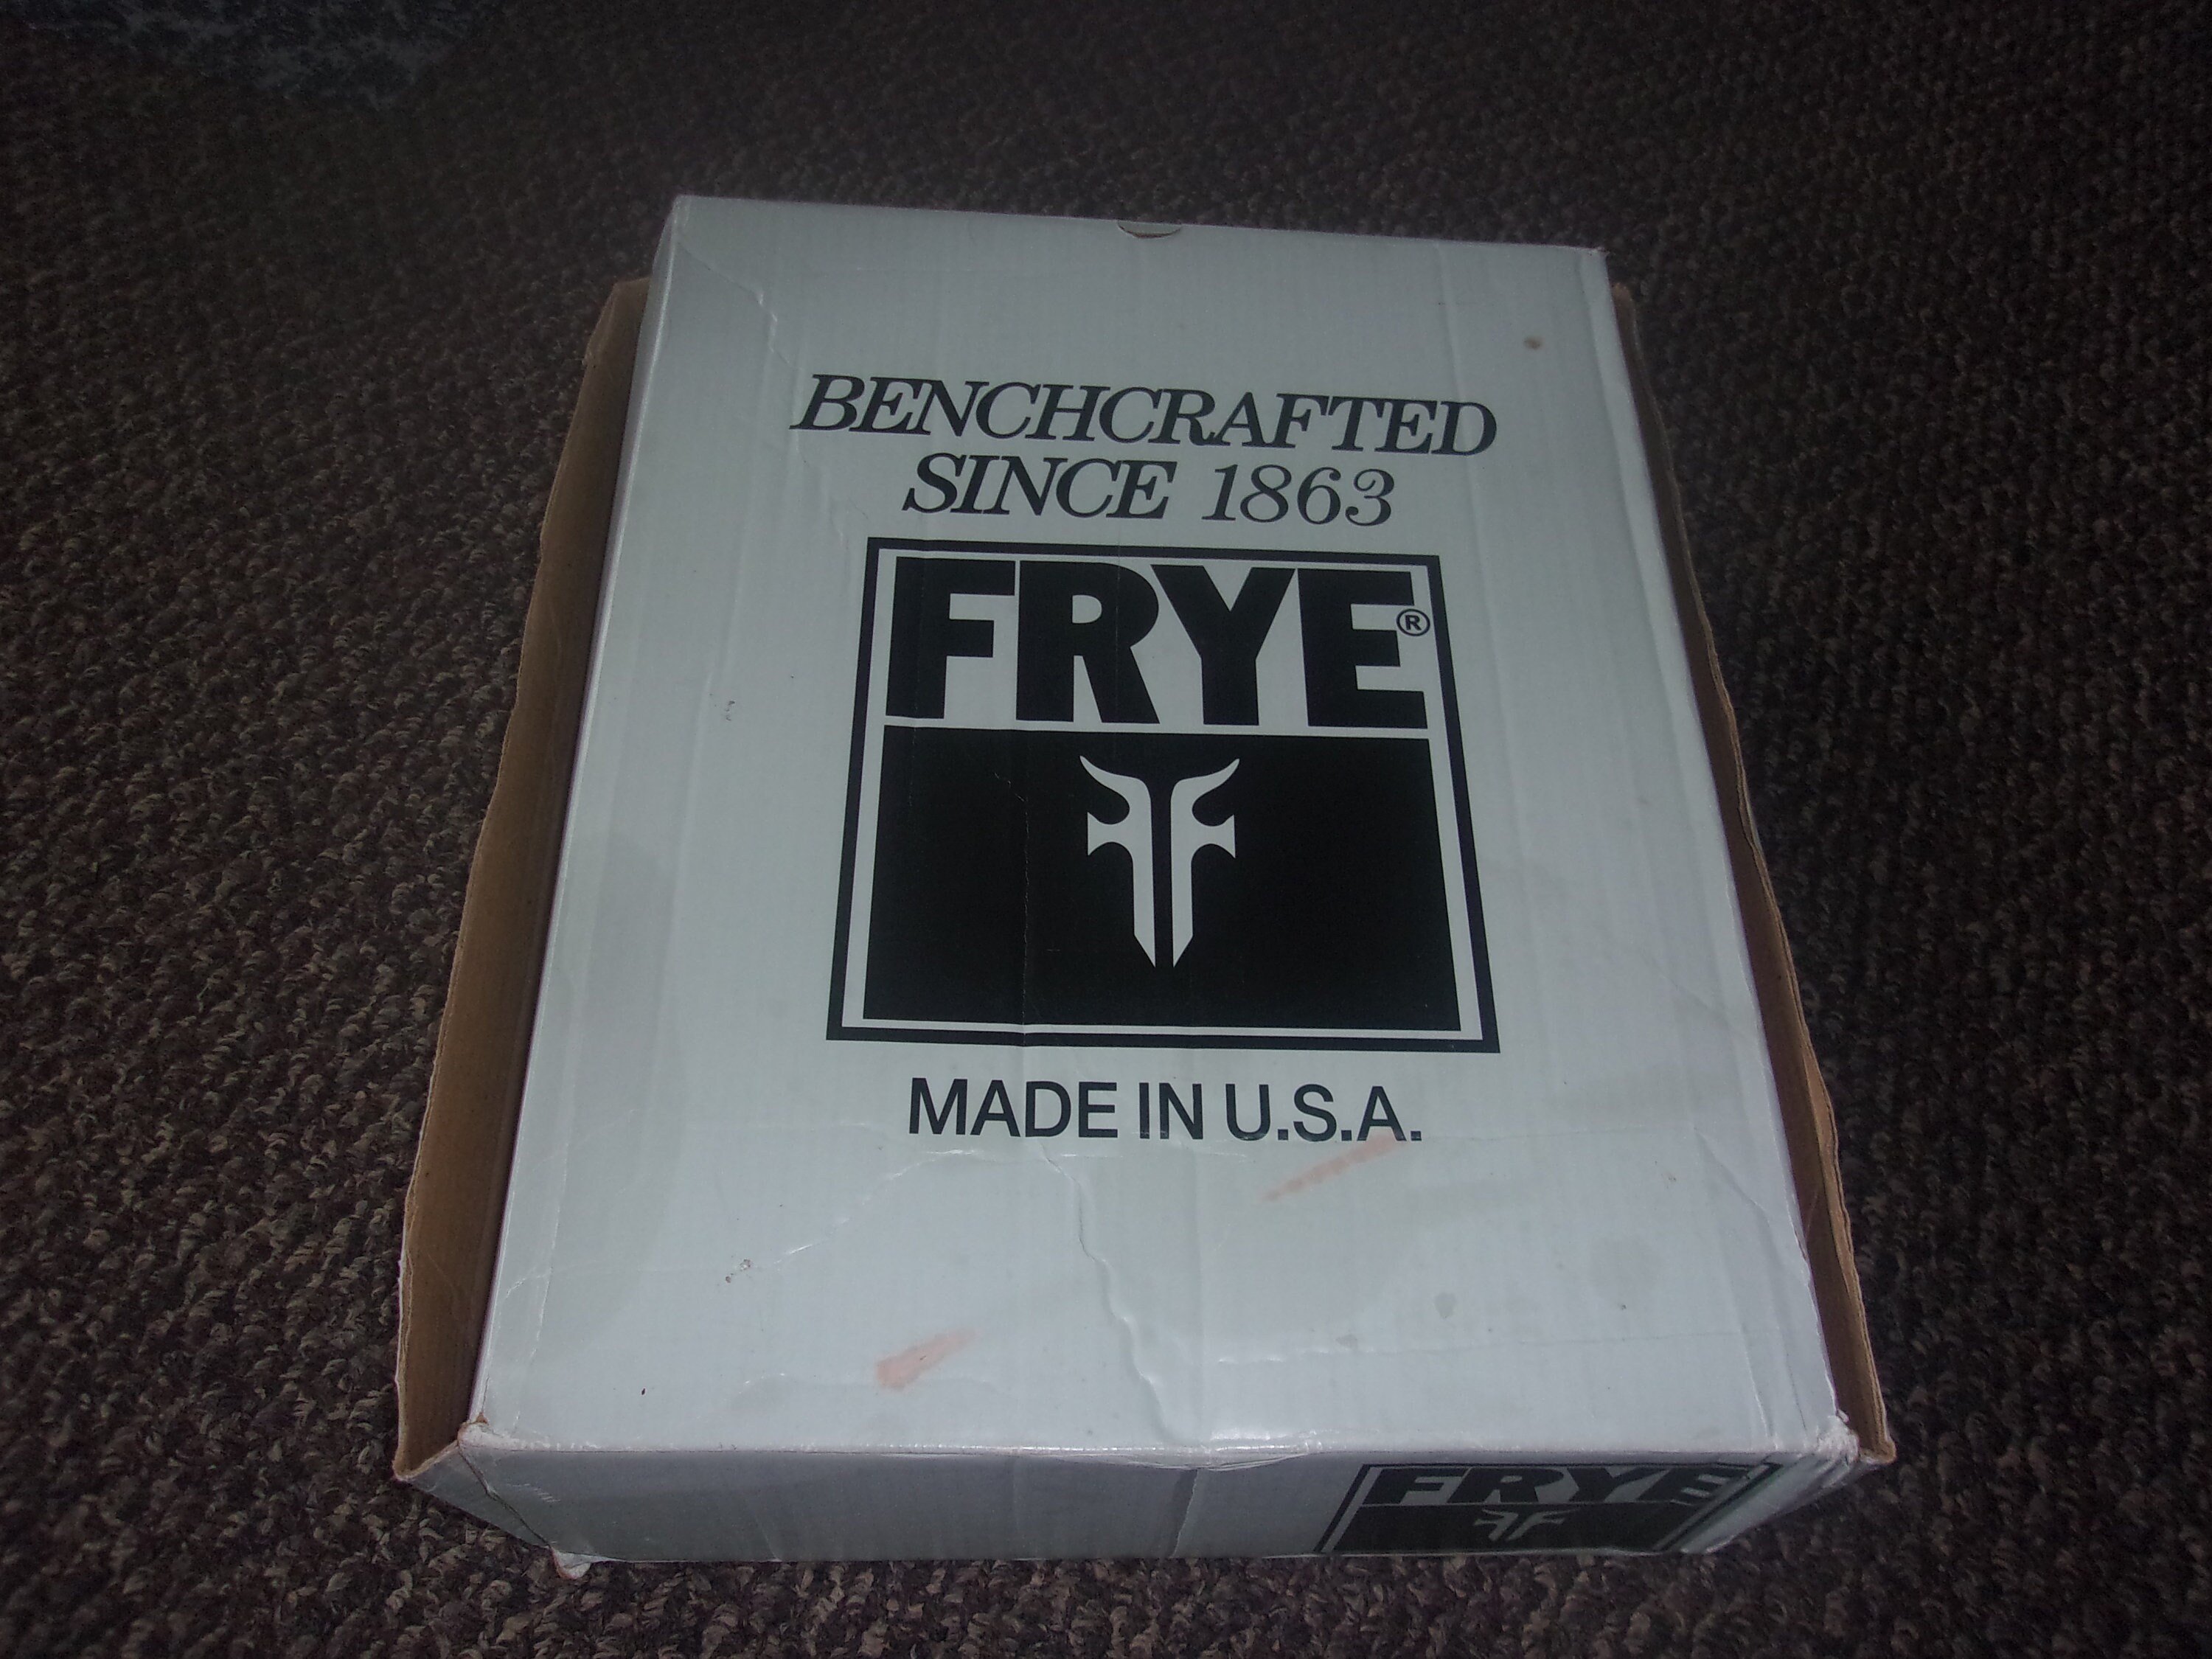 BENCHCRAFTED
SINCE 1863
FRYE®
MADE IN U.S.A.
FRYE